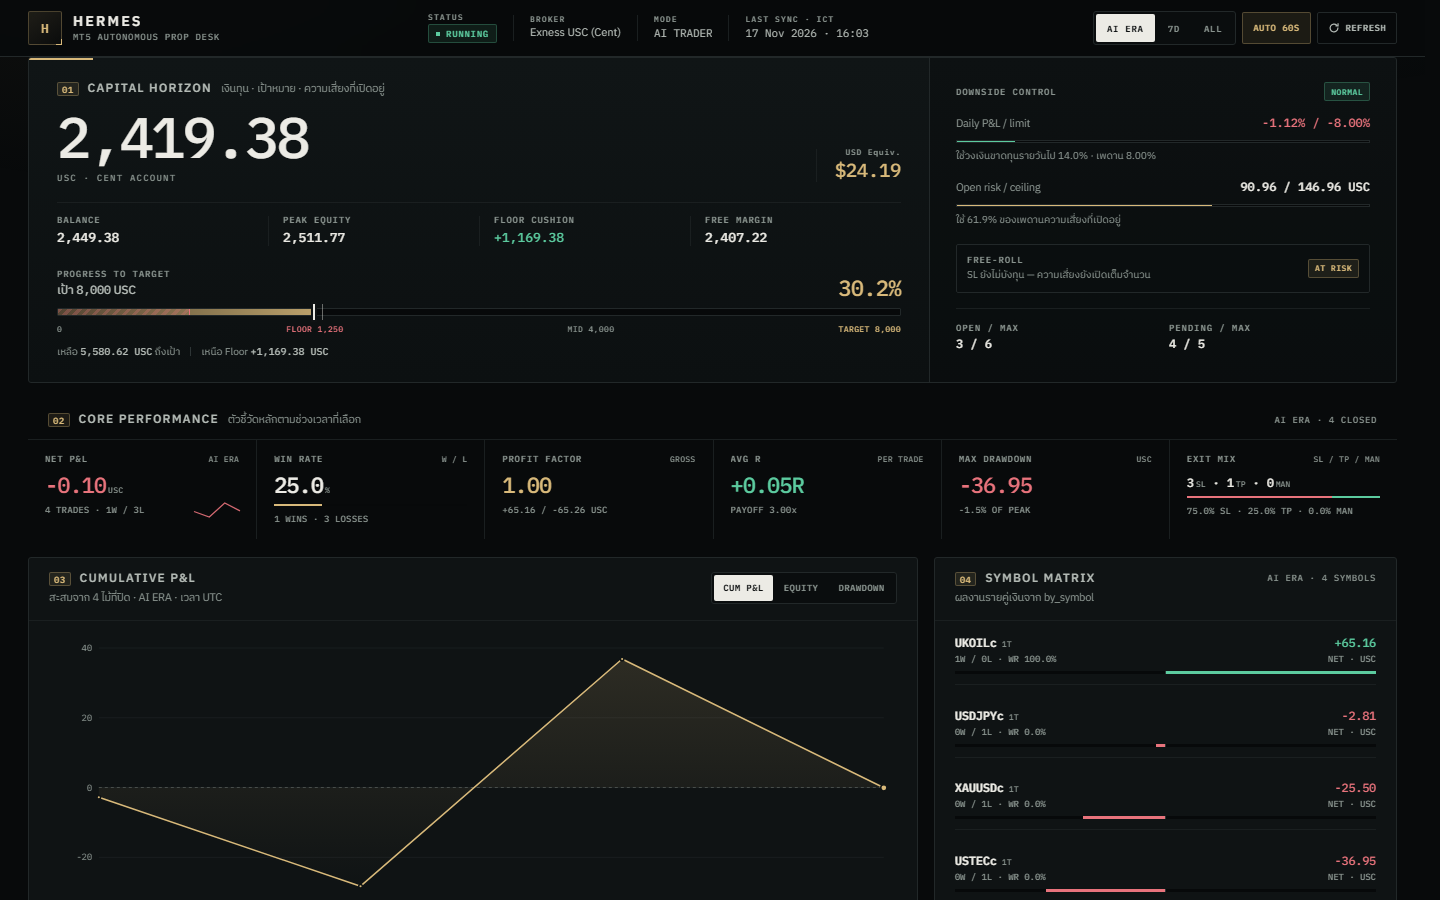 H
HERMES
MT5 AUTONOMOUS PROP DESK
STATUS
RUNNING
BROKER
Exness USC (Cent)
MODE
AI TRADER
LAST SYNC · ICT
17 Nov 2026 · 16:03
AI ERA
7D
ALL
AUTO 60S
REFRESH
01 CAPITAL HORIZON เงินทุน · เป้าหมาย · ความเสี่ยงที่เปิดอยู่
2,419.38
USC · CENT ACCOUNT
USD Equiv.
$24.19
BALANCE
2,449.38
PEAK EQUITY
2,511.77
FLOOR CUSHION
+1,169.38
FREE MARGIN
2,407.22
PROGRESS TO TARGET
เป้า 8,000 USC
30.2%
0
FLOOR 1,250
MID 4,000
TARGET 8,000
เหลือ 5,580.62 USC ถึงเป้า
เหนือ Floor +1,169.38 USC
DOWNSIDE CONTROL
NORMAL
Daily P&L / limit
-1.12% / -8.00%
ใช้วงเงินขาดทุนรายวันไป 14.0% · เพดาน 8.00%
Open risk / ceiling
90.96 / 146.96 USC
ใช้ 61.9% ของเพดานความเสี่ยงที่เปิดอยู่
FREE-ROLL
SL ยังไม่บังทุน — ความเสี่ยงยังเปิดเต็มจำนวน
AT RISK
OPEN / MAX
3 / 6
PENDING / MAX
4 / 5
02 CORE PERFORMANCE ตัวชี้วัดหลักตามช่วงเวลาที่เลือก
AI ERA · 4 CLOSED
NET P&L
AI ERA
-0.10 USC
4 TRADES · 1W / 3L
WIN RATE
W / L
25.0%
1 WINS · 3 LOSSES
PROFIT FACTOR
GROSS
1.00
+65.16 / -65.26 USC
AVG R
PER TRADE
+0.05R
PAYOFF 3.00x
MAX DRAWDOWN
USC
-36.95
-1.5% OF PEAK
EXIT MIX
SL / TP / MAN
3 SL · 1 TP · 0 MAN
75.0% SL · 25.0% TP · 0.0% MAN
03 CUMULATIVE P&L
สะสมจาก 4 ไม้ที่ปิด · AI ERA · เวลา UTC
CUM P&L
EQUITY
DRAWDOWN
40
20
0
-20
04 SYMBOL MATRIX
ผลงานรายคู่เงินจาก by_symbol
AI ERA · 4 SYMBOLS
UKOILc 1T
+65.16
1W / 0L · WR 100.0%
NET · USC
USDJPYc 1T
-2.81
0W / 1L · WR 0.0%
NET · USC
XAUUSDc 1T
-25.50
0W / 1L · WR 0.0%
NET · USC
USTECc 1T
-36.95
0W / 1L · WR 0.0%
NET · USC